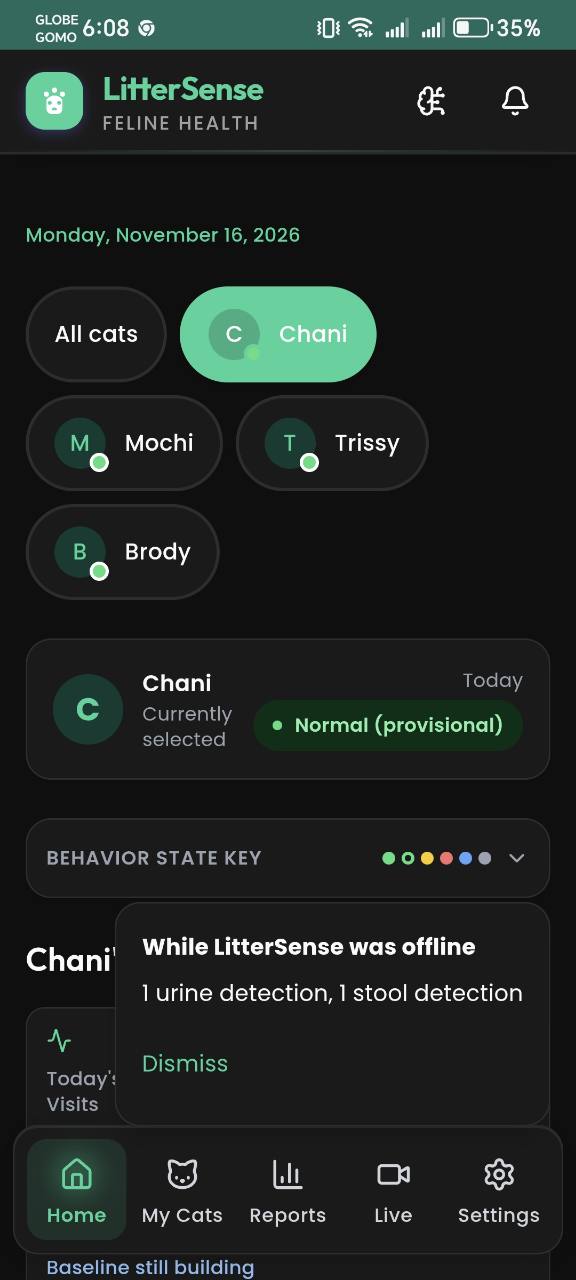 GLOBE
GOMO 6:08 35%
LitterSense
FELINE HEALTH
Monday, November 16, 2026
All cats
C Chani
M Mochi
T Trissy
B Brody
C
Chani
Currently
selected
Today
Normal (provisional)
BEHAVIOR STATE KEY
Chani'
While LitterSense was offline
1 urine detection, 1 stool detection
Dismiss
Today's
Visits
Home
My Cats
Reports
Live
Settings
Baseline still building